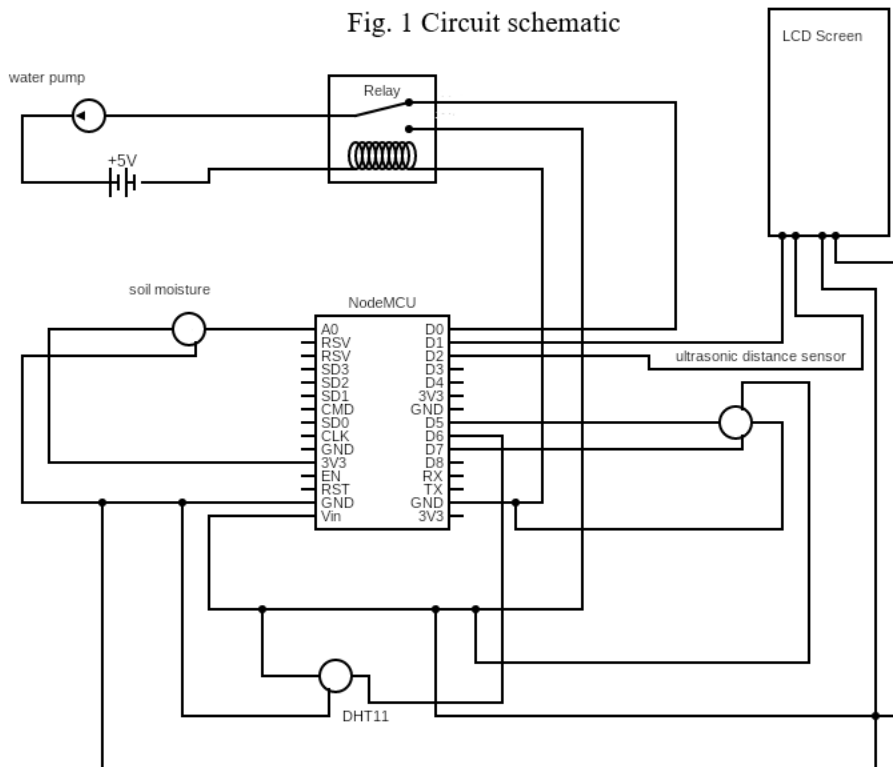 Fig. 1 Circuit schematic
LCD Screen
water pump
Relay
+5V
soil moisture
NodeMCU
A0 D0
RSV D1
RSV D2
ultrasonic distance sensor
SD3 D3
SD2 D4
SD1 3V3
CMD GND
SD0 D5
CLK D6
GND D7
3V3 D8
EN RX
RST TX
GND GND
Vin 3V3
DHT11